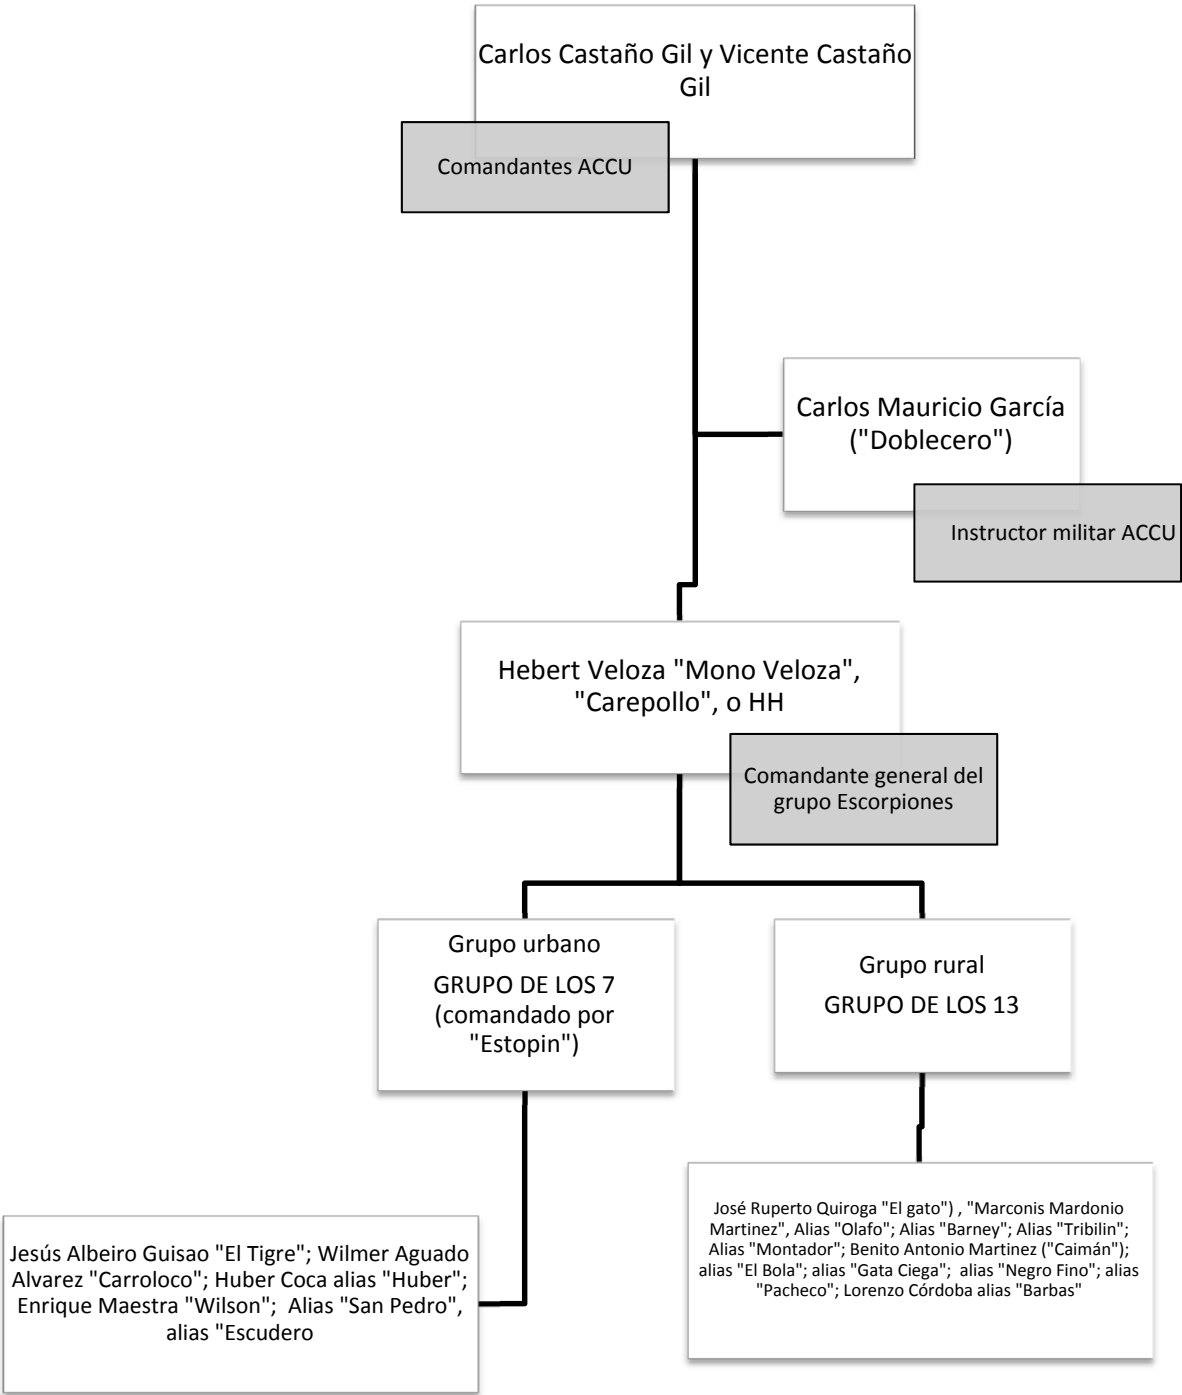 Carlos Castaño Gil y Vicente Castaño
Gil
Comandantes ACCU
Carlos Mauricio García
("Doblecero")
Instructor militar ACCU
Hebert Veloza "Mono Veloza",
"Carepollo", o HH
Comandante general del
grupo Escorpiones
Grupo urbano
GRUPO DE LOS 7
(comandado por
"Estopin")
Grupo rural
GRUPO DE LOS 13
Jesús Albeiro Guisao "El Tigre"; Wilmer Aguado
Alvarez "Carroloco"; Huber Coca alias "Huber";
Enrique Maestra "Wilson"; Alias "San Pedro",
alias "Escudero
José Ruperto Quiroga "El gato") , "Marconis Mardonio
Martinez", Alias "Olafo"; Alias "Barney"; Alias "Tribilin";
Alias "Montador"; Benito Antonio Martinez ("Caimán");
alias "El Bola"; alias "Gata Ciega"; alias "Negro Fino"; alias
"Pacheco"; Lorenzo Córdoba alias "Barbas"